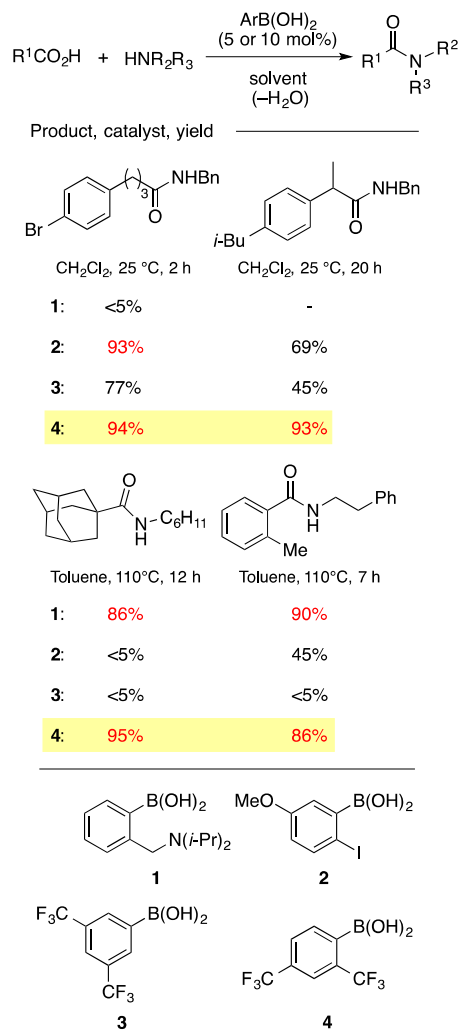 ArB(OH)2
(5 or 10 mol%)
R1CO2H + HNR2R3
solvent
(–H2O)
O
R1 N R2
R3
Product, catalyst, yield
Br ( )3 NHBn O
i-Bu Me NHBn O
CH2Cl2, 25 °C, 2 h CH2Cl2, 25 °C, 20 h
1: <5% -
2: 93% 69%
3: 77% 45%
4: 94% 93%
O N H C6H11
O N H Ph Me
Toluene, 110°C, 12 h Toluene, 110°C, 7 h
1: 86% 90%
2: <5% 45%
3: <5% <5%
4: 95% 86%
B(OH)2 MeO B(OH)2
N(i-Pr)2 I
1 2
F3C B(OH)2 B(OH)2
CF3 F3C CF3
3 4